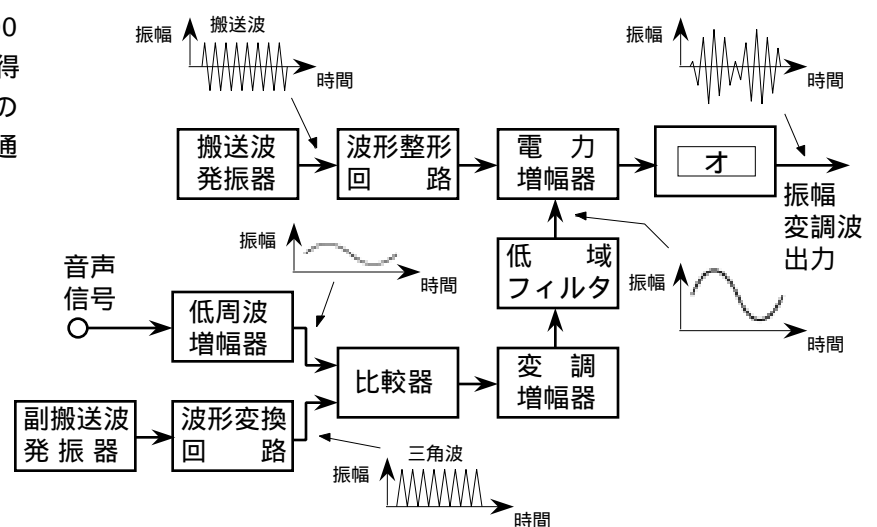 00
得
の
通
振幅
搬送波
時間
振幅
時間
搬送波
発振器
波形整形
回 路
電 力
増幅器
オ
振幅
変調波
出力
振幅
時間
低 域
フィルタ
振幅
時間
音声
信号
低周波
増幅器
比較器
変 調
増幅器
副搬送波
発 振 器
波形変換
回 路
三角波
振幅
時間